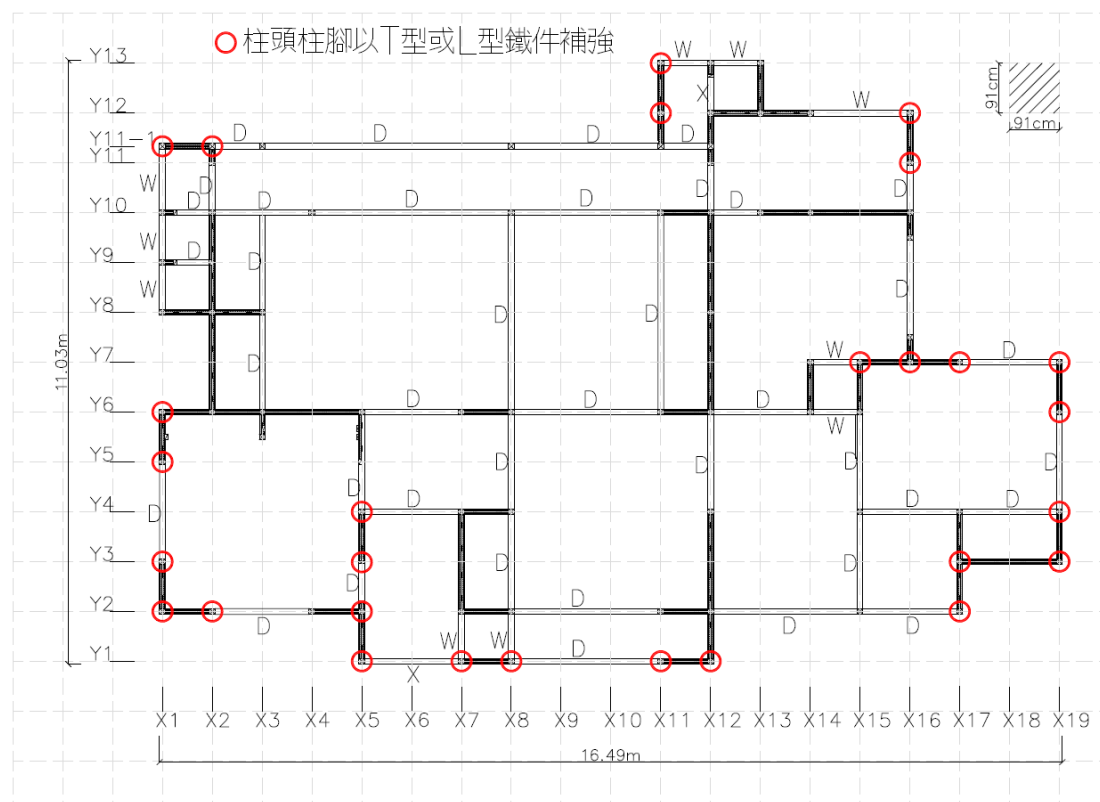 柱頭柱腳以T型或L型鐵件補強
Y13 W W
91cm
X W
Y12
91cm
D D D D
Y11-1
Y11
W D D D
D D D D D
Y10
W D
Y9 D
W D
Y8 D D
W D
Y7 D
11.03m
D D D
Y6
W
Y5 D D D D
D
D D D
Y4 D
Y3 D D
D
D
Y2
D D D
W W D
Y1
X
X1 X2 X3 X4 X5 X6 X7 X8 X9 X10 X11 X12 X13 X14 X15 X16 X17 X18 X19
16.49m